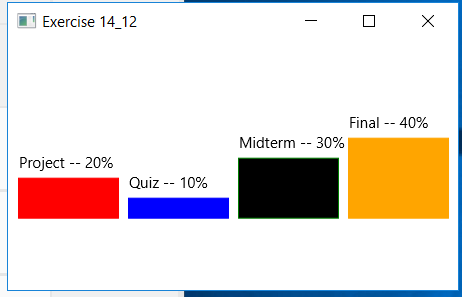 Exercise 14_12
Final -- 40%
Midterm -- 30%
Project -- 20%
Quiz -- 10%